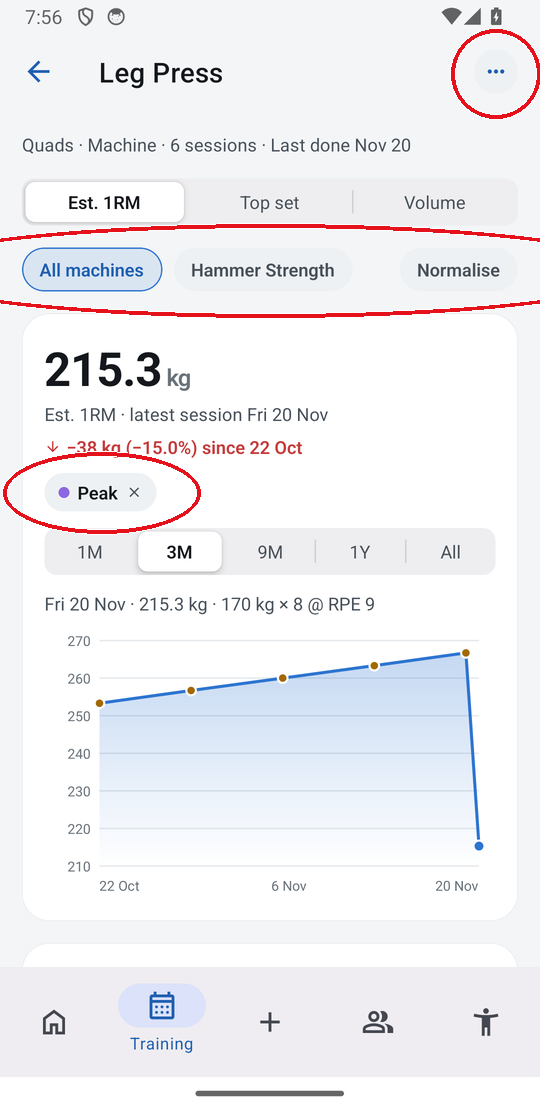 7:56
Leg Press
Quads · Machine · 6 sessions · Last done Nov 20
Est. 1RM Top set Volume
All machines Hammer Strength Normalise
215.3 kg
Est. 1RM · latest session Fri 20 Nov
↓ −38 kg (−15.0%) since 22 Oct
Peak ×
1M 3M 9M 1Y All
Fri 20 Nov · 215.3 kg · 170 kg × 8 @ RPE 9
270
260
250
240
230
220
210
22 Oct 6 Nov 20 Nov
Training